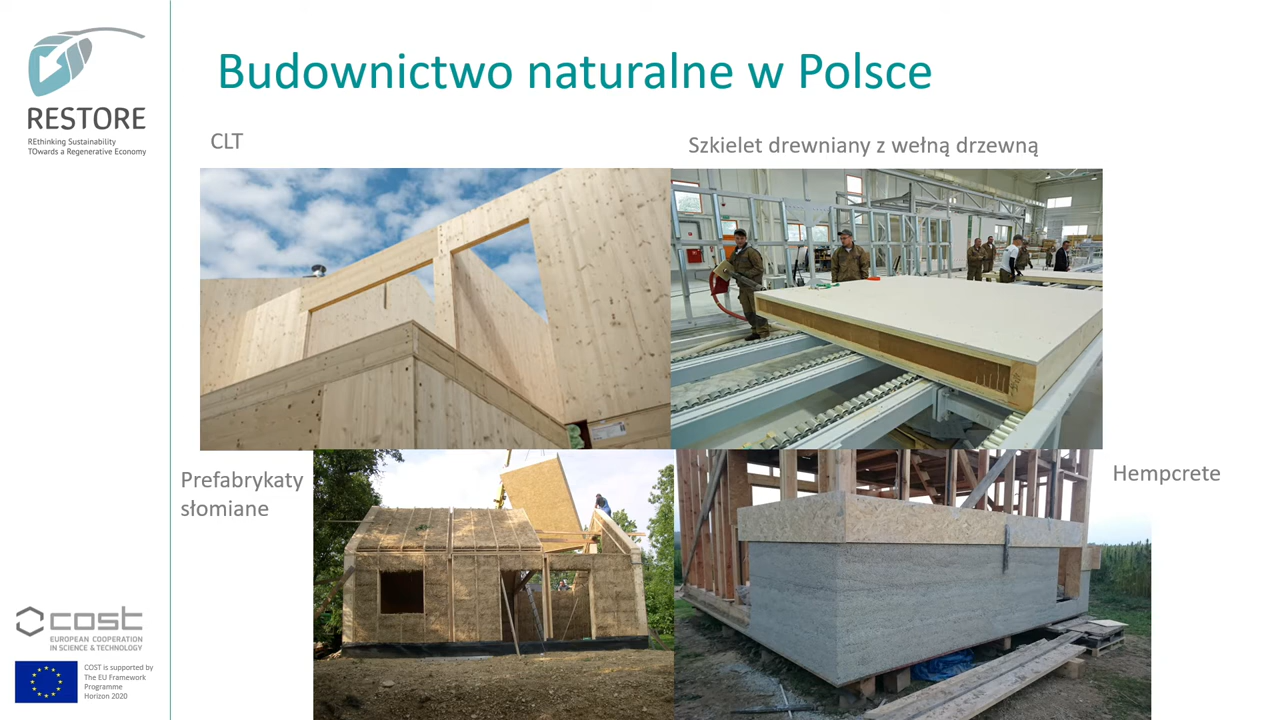 Budownictwo naturalne w Polsce
RESTORE
REthinking Sustainability
TOwards a Regenerative Economy
CLT
Szkielet drewniany z wełną drzewną
Prefabrykaty
słomiane
Hempcrete
cost
EUROPEAN COOPERATION
IN SCIENCE & TECHNOLOGY
COST is supported by
The EU Framework
Programme
Horizon 2020